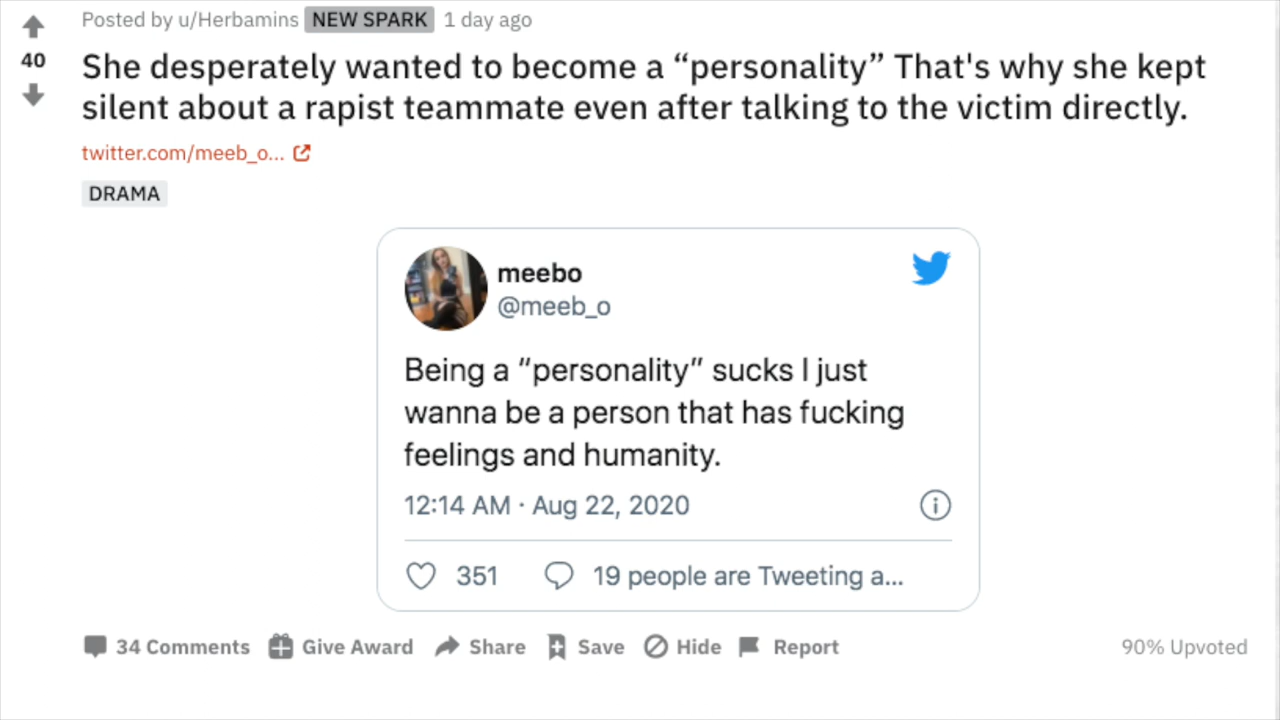 Posted by u/Herbamins NEW SPARK 1 day ago
40
She desperately wanted to become a “personality” That's why she kept
silent about a rapist teammate even after talking to the victim directly.
twitter.com/meeb_o...
DRAMA
meebo
@meeb_o
Being a “personality” sucks I just
wanna be a person that has fucking
feelings and humanity.
12:14 AM · Aug 22, 2020
351 19 people are Tweeting a...
34 Comments Give Award Share Save Hide Report 90% Upvoted